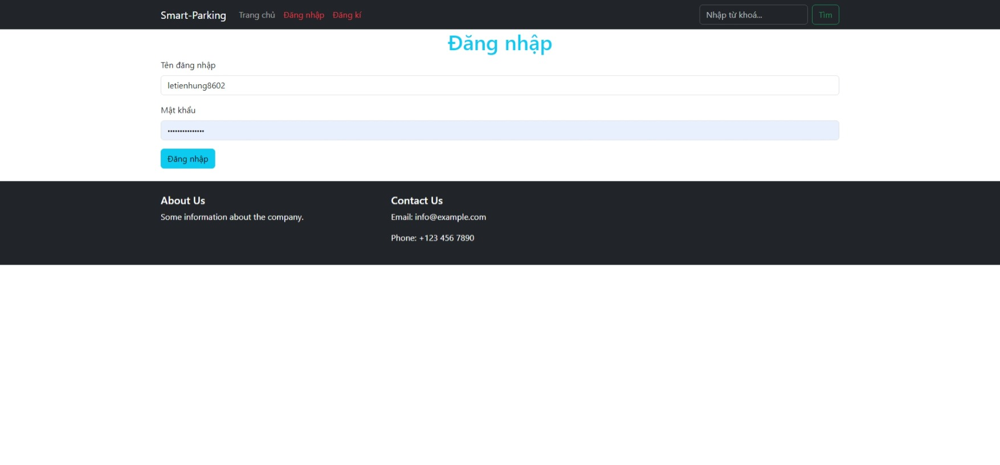 Smart-Parking Trang chủ Đăng nhập Đăng kí Nhập từ khoá... Tìm
Đăng nhập
Tên đăng nhập
letienhung8602
Mật khẩu
•••••••••••••••
Đăng nhập
About Us
Some information about the company.
Contact Us
Email: info@example.com
Phone: +123 456 7890